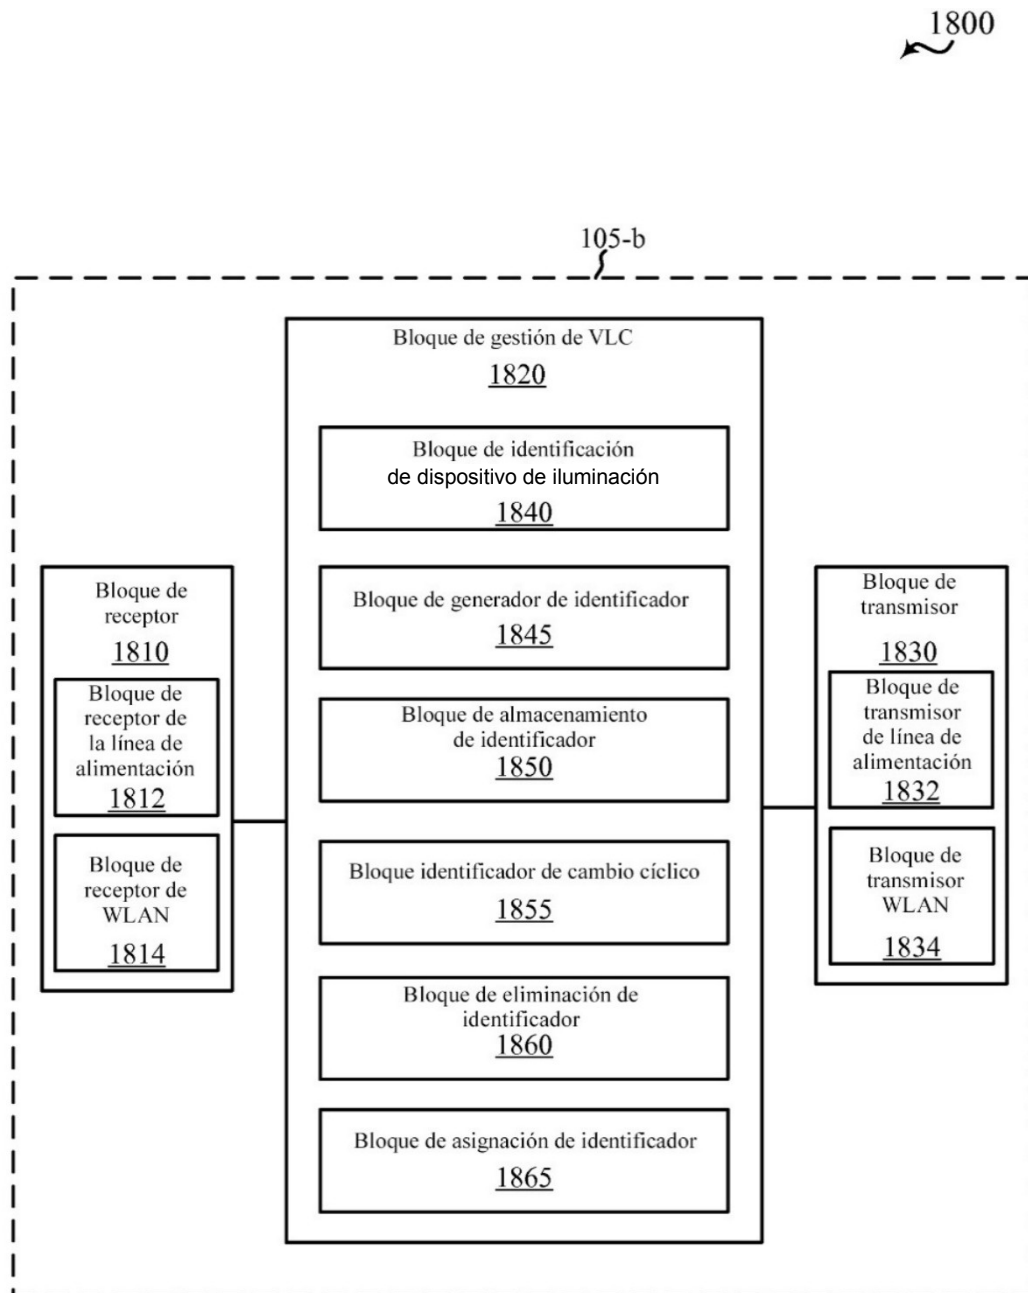 1800
105-b
Bloque de gestión de VLC
1820
Bloque de identificación
de dispositivo de iluminación
1840
Bloque de generador de identificador
1845
Bloque de almacenamiento
de identificador
1850
Bloque identificador de cambio cíclico
1855
Bloque de eliminación de
identificador
1860
Bloque de asignación de identificador
1865
Bloque de
receptor
1810
Bloque de
receptor de
la línea de
alimentación
1812
Bloque de
receptor de
WLAN
1814
Bloque de
transmisor
1830
Bloque de
transmisor
de línea de
alimentación
1832
Bloque de
transmisor
WLAN
1834